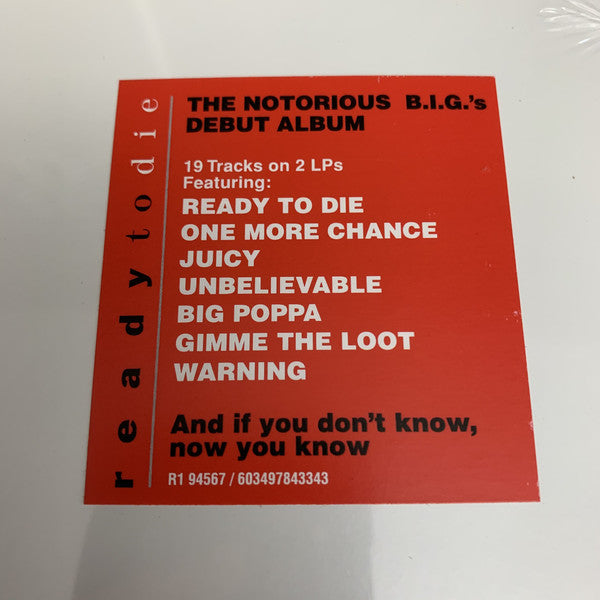 readytodie
THE NOTORIOUS B.I.G.'s
DEBUT ALBUM
19 Tracks on 2 LPs
Featuring:
READY TO DIE
ONE MORE CHANCE
JUICY
UNBELIEVABLE
BIG POPPA
GIMME THE LOOT
WARNING
And if you don't know,
now you know
R1 94567 / 603497843343